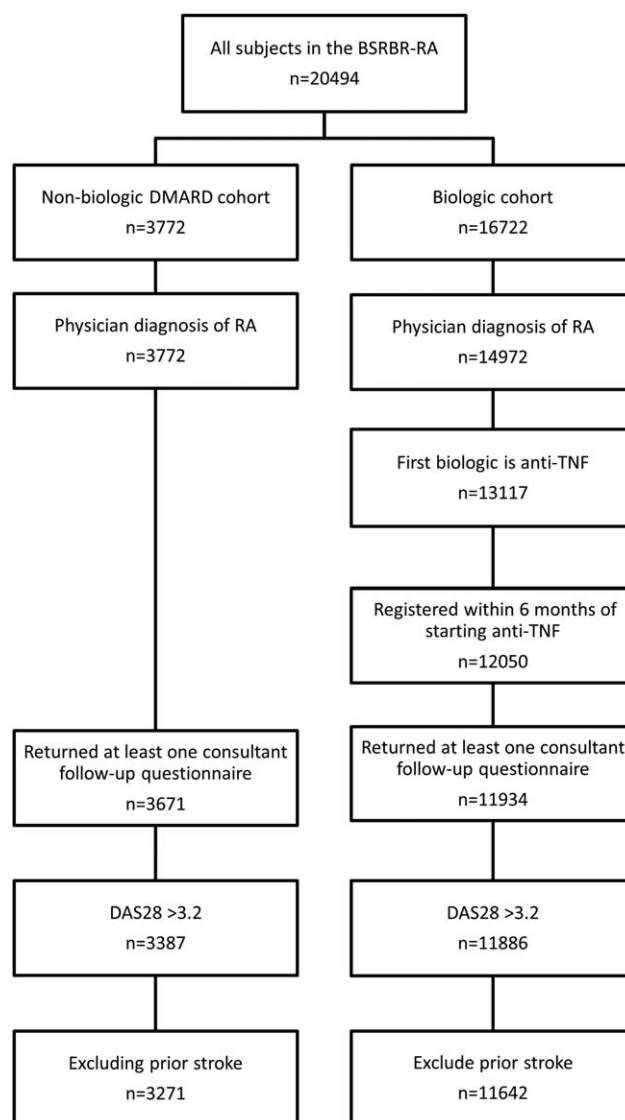 All subjects in the BSRBR-RA
n=20494
Non-biologic DMARD cohort
n=3772
Biologic cohort
n=16722
Physician diagnosis of RA
n=3772
Physician diagnosis of RA
n=14972
First biologic is anti-TNF
n=13117
Registered within 6 months of
starting anti-TNF
n=12050
Returned at least one consultant
follow-up questionnaire
n=3671
Returned at least one consultant
follow-up questionnaire
n=11934
DAS28 >3.2
n=3387
DAS28 >3.2
n=11886
Excluding prior stroke
n=3271
Exclude prior stroke
n=11642